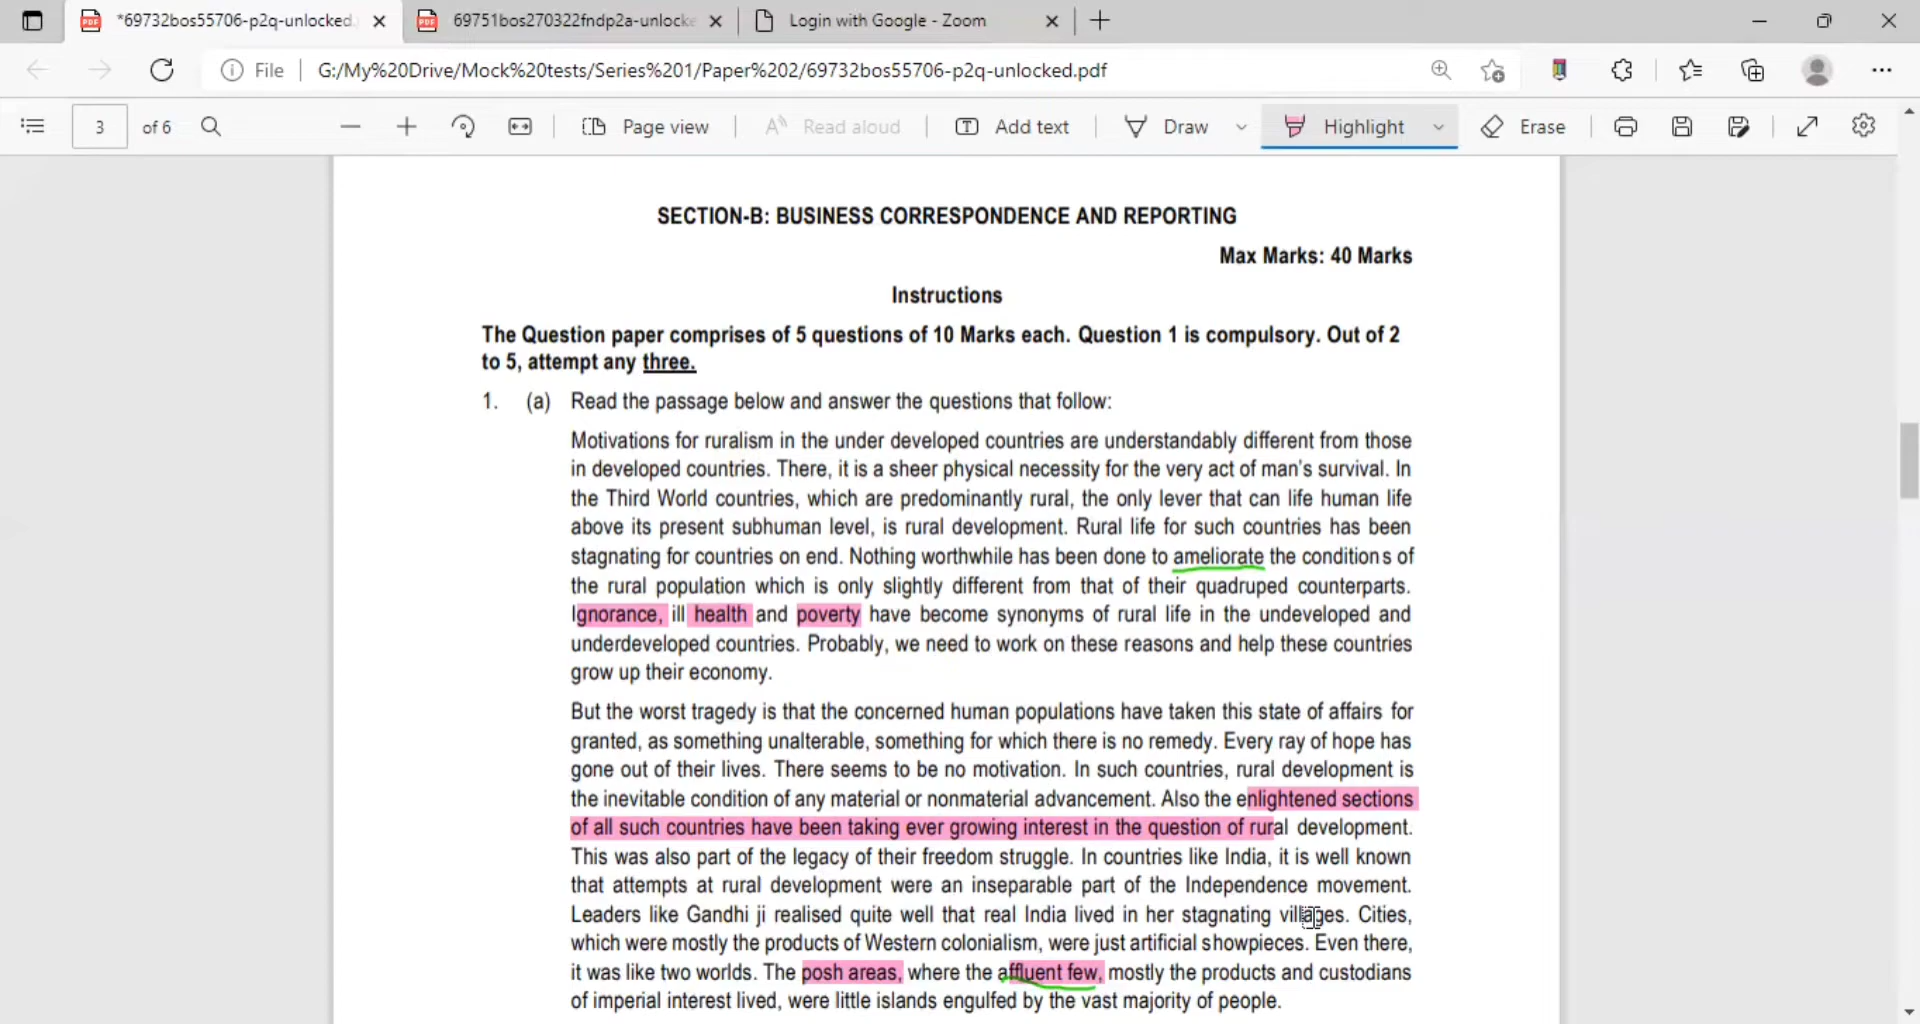 *69732bos55706-p2q-unlocked. 69751bos270322fndp2a-unlocke Login with Google - Zoom
File G:/My%20Drive/Mock%20tests/Series%201/Paper%202/69732bos55706-p2q-unlocked.pdf
3 of 6 Page view Read aloud Add text Draw Highlight Erase
SECTION-B: BUSINESS CORRESPONDENCE AND REPORTING
Max Marks: 40 Marks
Instructions
The Question paper comprises of 5 questions of 10 Marks each. Question 1 is compulsory. Out of 2
to 5, attempt any three.
1. (a) Read the passage below and answer the questions that follow:
Motivations for ruralism in the under developed countries are understandably different from those
in developed countries. There, it is a sheer physical necessity for the very act of man's survival. In
the Third World countries, which are predominantly rural, the only lever that can life human life
above its present subhuman level, is rural development. Rural life for such countries has been
stagnating for countries on end. Nothing worthwhile has been done to ameliorate the conditions of
the rural population which is only slightly different from that of their quadruped counterparts.
Ignorance, ill health and poverty have become synonyms of rural life in the undeveloped and
underdeveloped countries. Probably, we need to work on these reasons and help these countries
grow up their economy.
But the worst tragedy is that the concerned human populations have taken this state of affairs for
granted, as something unalterable, something for which there is no remedy. Every ray of hope has
gone out of their lives. There seems to be no motivation. In such countries, rural development is
the inevitable condition of any material or nonmaterial advancement. Also the enlightened sections
of all such countries have been taking ever growing interest in the question of rural development.
This was also part of the legacy of their freedom struggle. In countries like India, it is well known
that attempts at rural development were an inseparable part of the Independence movement.
Leaders like Gandhi ji realised quite well that real India lived in her stagnating villages. Cities,
which were mostly the products of Western colonialism, were just artificial showpieces. Even there,
it was like two worlds. The posh areas, where the affluent few, mostly the products and custodians
of imperial interest lived, were little islands engulfed by the vast majority of people.